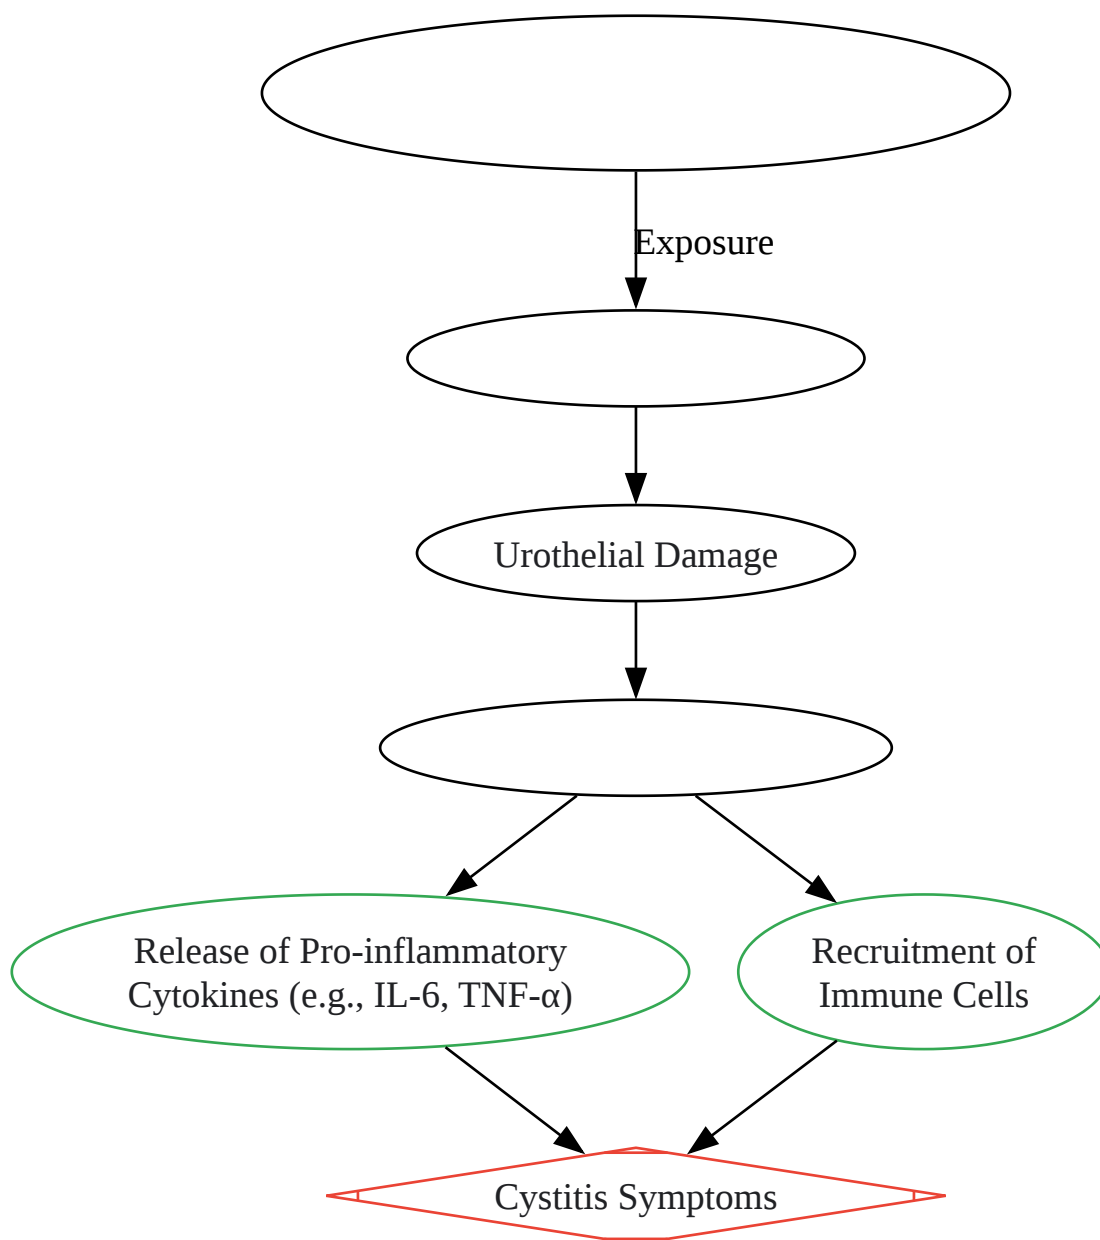 Exposure
Urothelial Damage
Release of Pro-inflammatory
Cytokines (e.g., IL-6, TNF-α)
Recruitment of
Immune Cells
Cystitis Symptoms